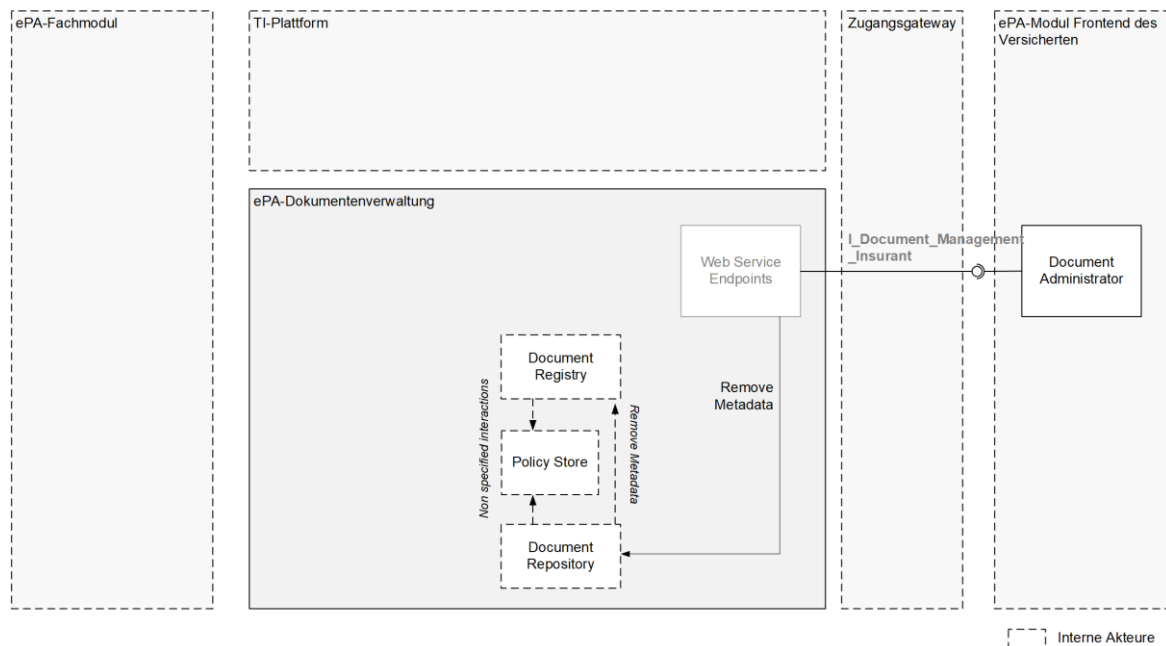 ePA-Fachmodul
TI-Plattform
Zugangsgateway
ePA-Modul Frontend des
Versicherten
ePA-Dokumentenverwaltung
I_Document_Management
_Insurant
Web Service
Endpoints
Document
Administrator
Document
Registry
Non specified interactions
Remove Metadata
Remove
Metadata
Policy Store
Document
Repository
Interne Akteure